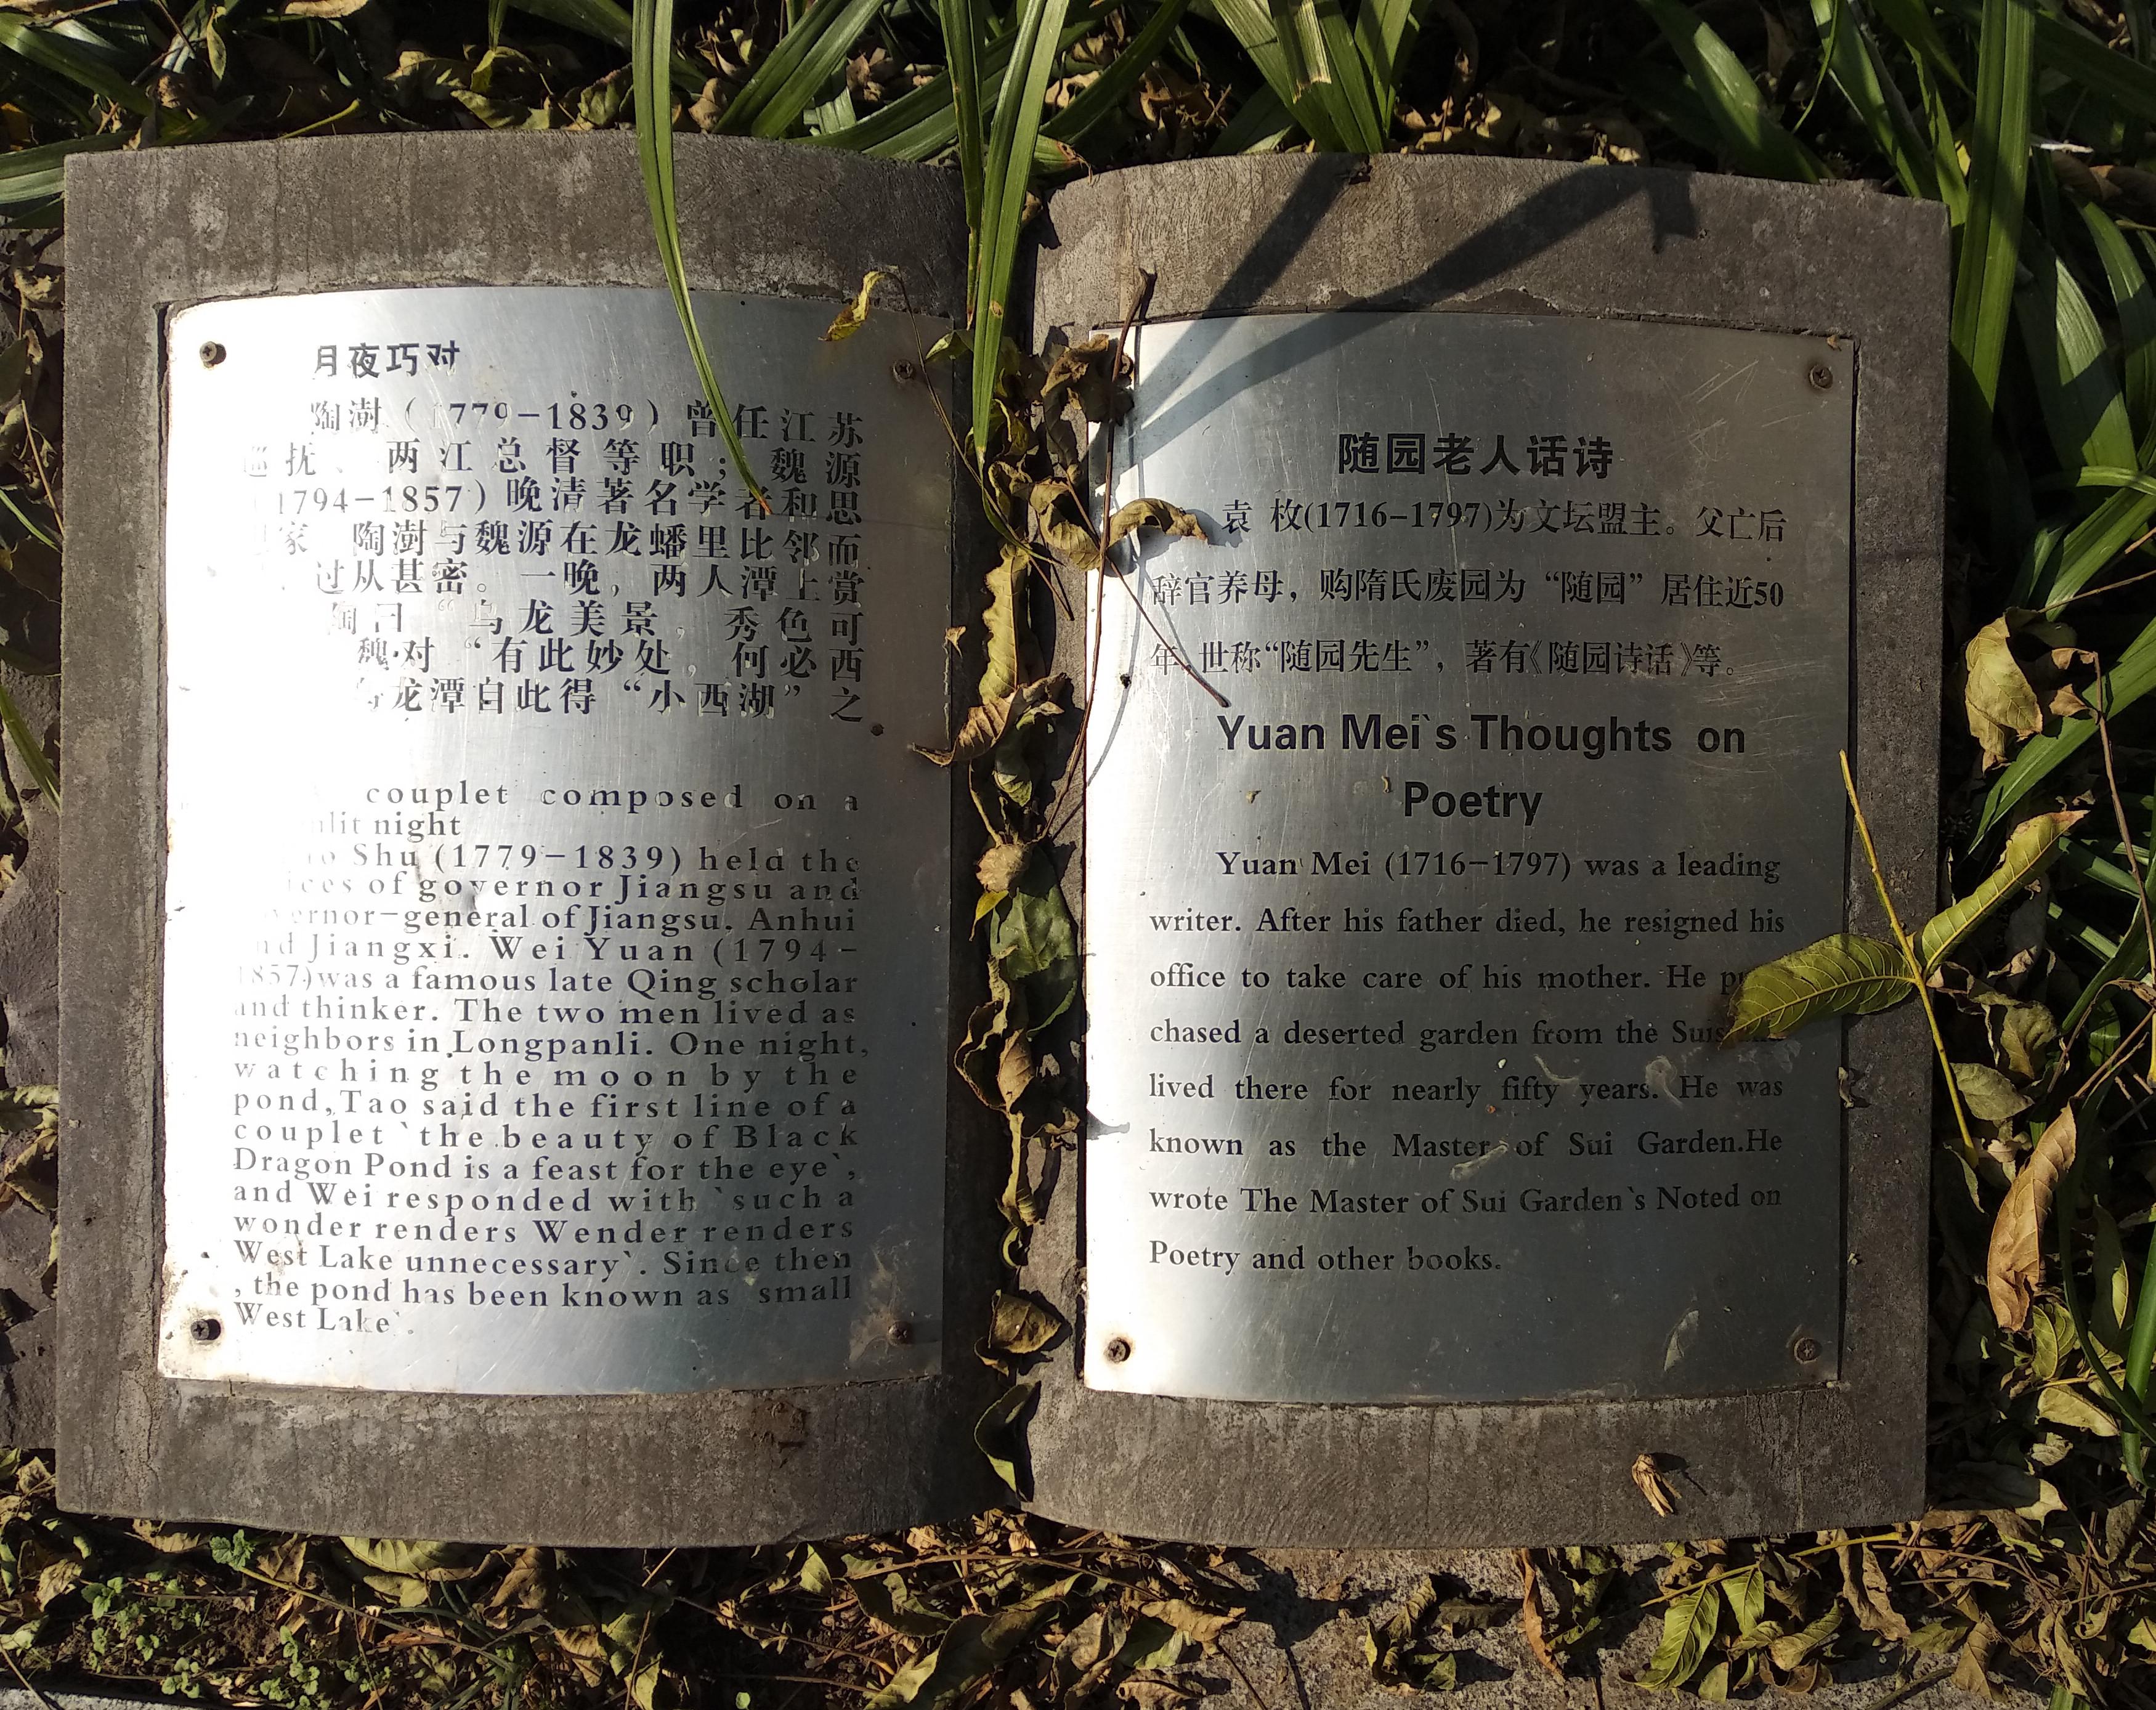 月夜巧对
陶澍（1779-1839）曾任江苏
巡抚、两江总督等职；魏源
（1794-1857）晚清著名学者和思
家 陶澍与魏源在龙蟠里比邻而
过从甚密。一晚，两人潭上赏
陶曰“乌龙美景，秀色可
魏对“有此妙处，何必西
龙潭自此得“小西湖”之
couplet composed on a
night
Shu (1779-1839) held the
of governor Jiangsu and
-general of Jiangsu, Anhui
and Jiangxi. Wei Yuan (1794-
1857)was a famous late Qing scholar
and thinker. The two men lived as
neighbors in Longpanli. One night,
watching the moon by the
pond,Tao said the first line of a
couplet `the beauty of Black
Dragon Pond is a feast for the eye`,
and Wei responded with `such a
wonder renders Wender renders
West Lake unnecessary`. Since then
, the pond has been known as `small
West Lake`.
随园老人话诗
袁 枚(1716-1797)为文坛盟主。父亡后
辞官养母，购隋氏废园为“随园”居住近50
年,世称“随园先生”，著有《随园诗话》等。
Yuan Mei`s Thoughts on
Poetry
Yuan Mei (1716-1797) was a leading
writer. After his father died, he resigned his
office to take care of his mother. He
chased a deserted garden from the Suis
lived there for nearly fifty years. He was
known as the Master of Sui Garden.He
wrote The Master of Sui Garden`s Noted on
Poetry and other books.